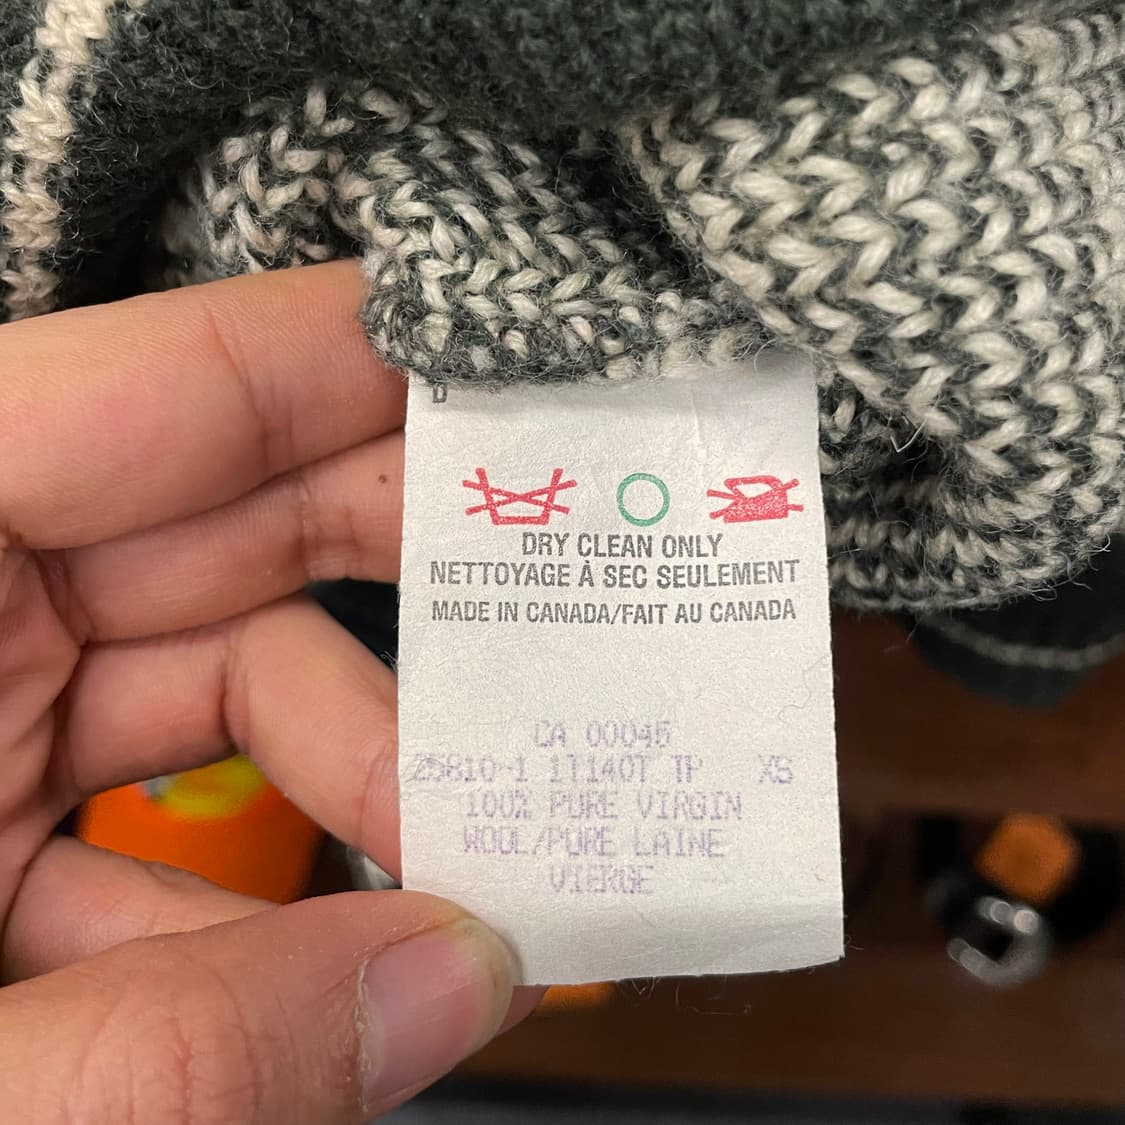 D
DRY CLEAN ONLY
NETTOYAGE À SEC SEULEMENT
MADE IN CANADA/FAIT AU CANADA
CA 00045
25810-1 1T140T TP XS
100% PURE VIRGIN
WOOL/PURE LAINE
VIERGE